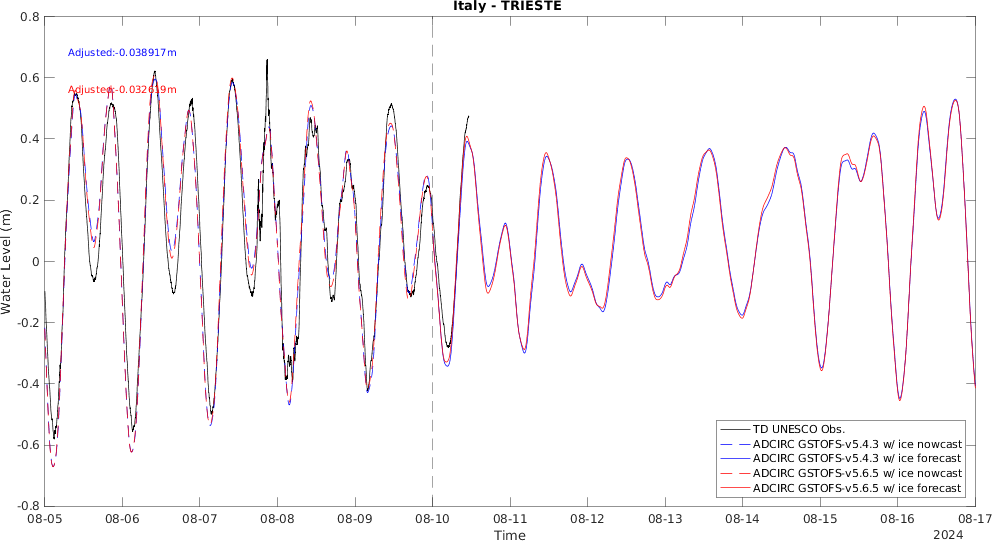 Italy - TRIESTE
0.8
0.6
0.4
0.2
0
-0.2
-0.4
-0.6
-0.8
Water Level (m)
Adjusted:-0.038917m
Adjusted:-0.032619m
TD UNESCO Obs.
ADCIRC GSTOFS-v5.4.3 w/ ice nowcast
ADCIRC GSTOFS-v5.4.3 w/ ice forecast
ADCIRC GSTOFS-v5.6.5 w/ ice nowcast
ADCIRC GSTOFS-v5.6.5 w/ ice forecast
08-05 08-06 08-07 08-08 08-09 08-10 08-11 08-12 08-13 08-14 08-15 08-16 08-17
Time
2024